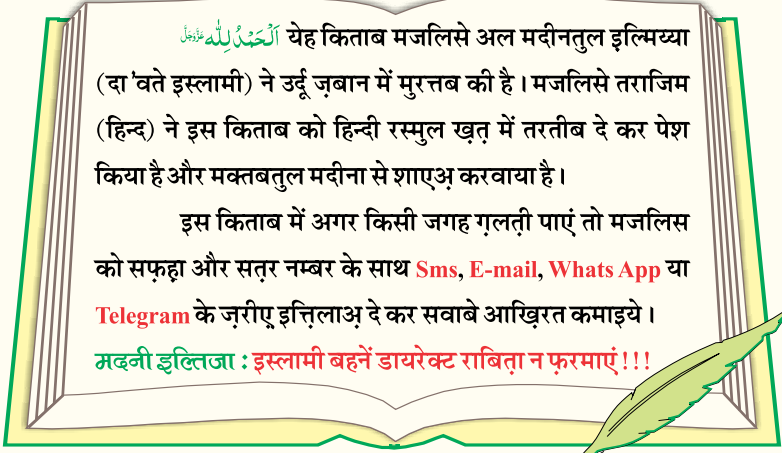 اَلْحَمْدُ لِلّٰه عَزَّوَجَلَّ येह किताब मजलिसे अल मदीनतुल इ़ल्मिय्या
(दा'वते इस्लामी) ने उर्दू ज़बान में मुरत्तब की है। मजलिसे तराजिम
(हिन्द) ने इस किताब को हिन्दी रस्मुल ख़त़ में तरतीब दे कर पेश
किया है और मक्तबतुल मदीना से शाएअ़ करवाया है।
इस किताब में अगर किसी जगह ग़लत़ी पाएं तो मजलिस
को सफ़ह़ा और सत़र नम्बर के साथ Sms, E-mail, Whats App या
Telegram के ज़रीए़ इत्त़िलाअ़ दे कर सवाबे आख़िरत कमाइये।
मदनी इल्तिजा : इस्लामी बहनें डायरेक्ट राबित़ा न फ़रमाएं !!!